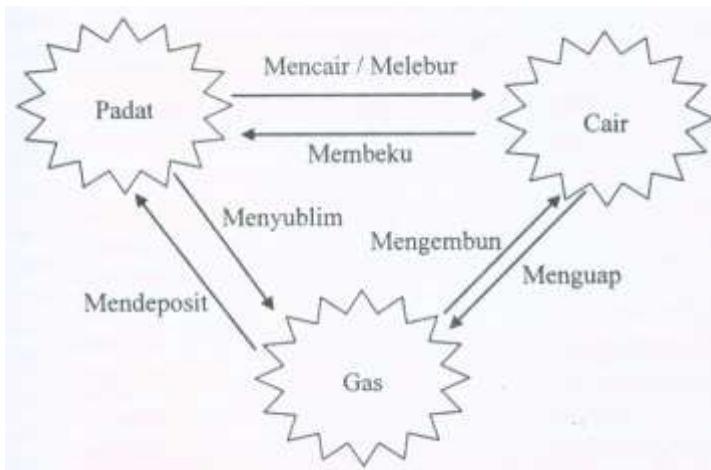 Mencair / Melebur
Padat
Cair
Membeku
Menyublim
Mengembun
Menguap
Mendeposit
Gas